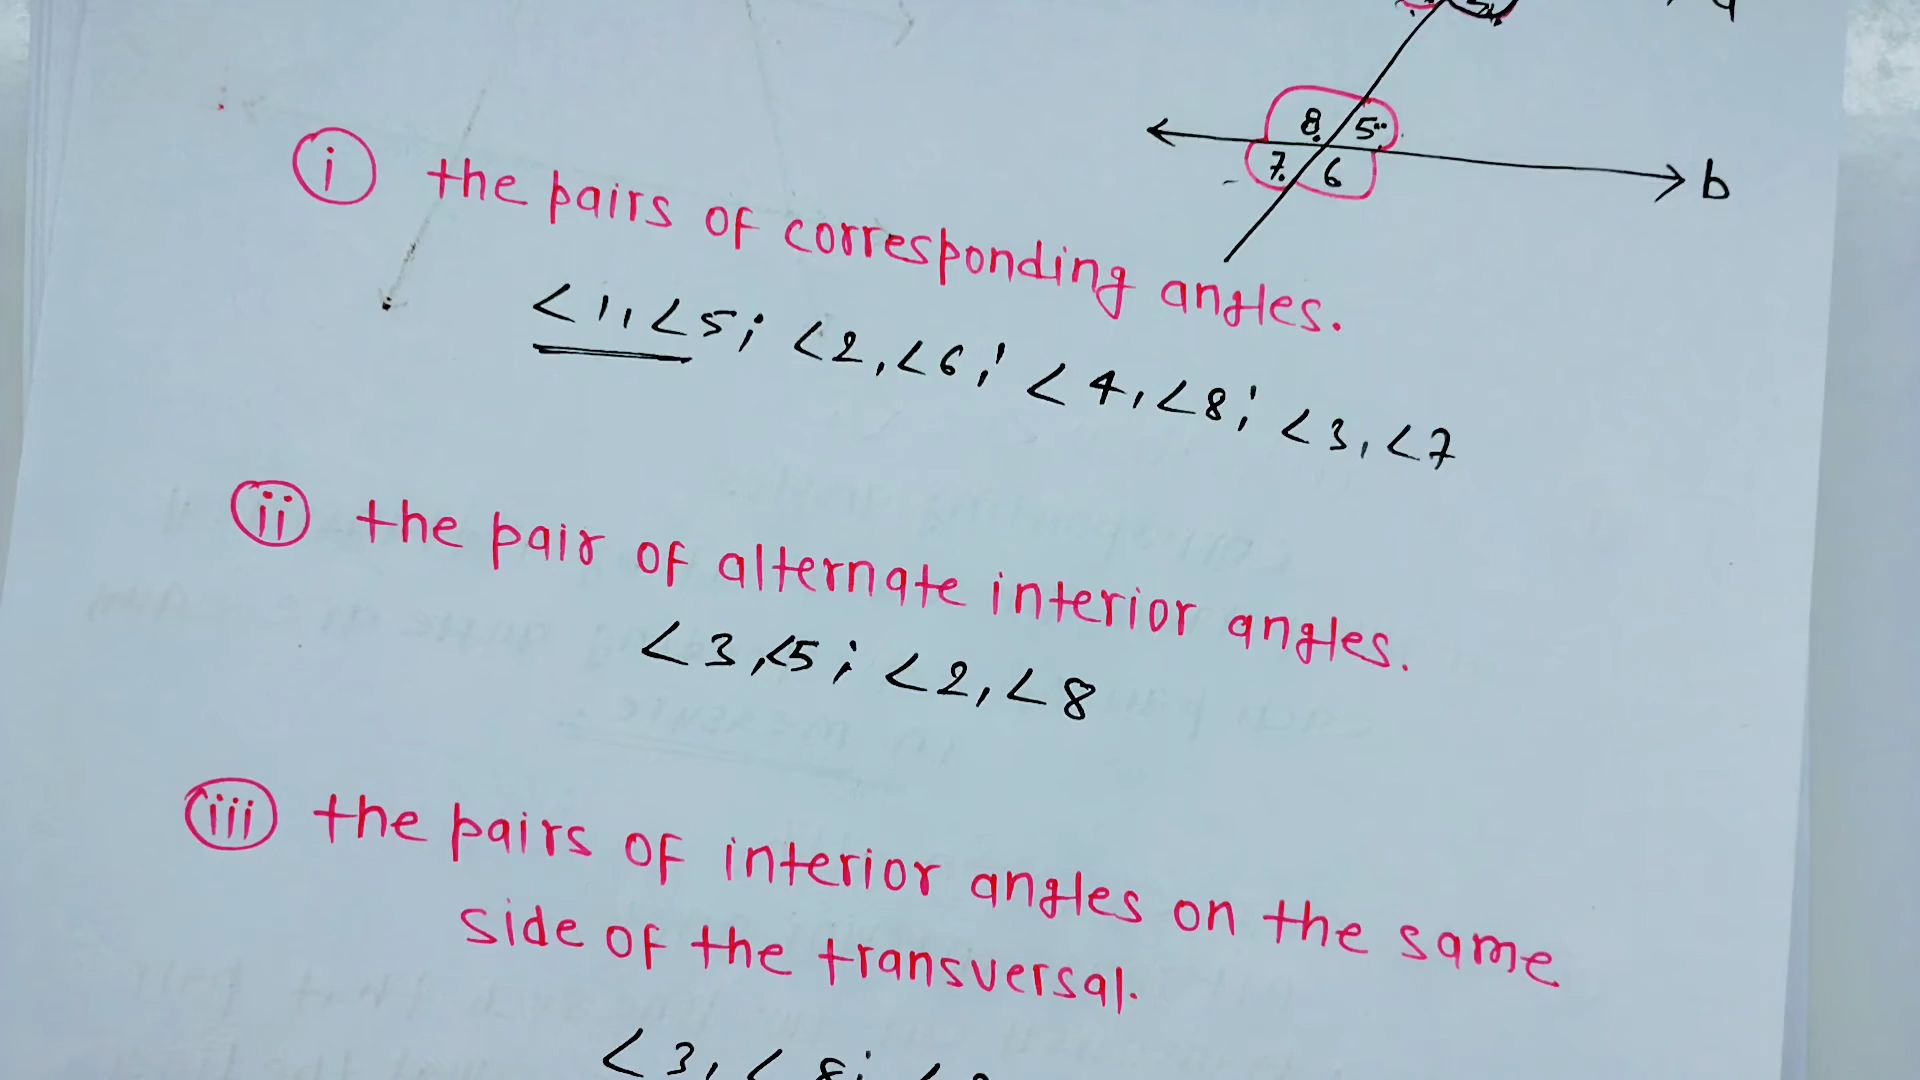 8 5
7 6 b
i the pairs of corresponding angles.
∠1, ∠5; ∠2, ∠6; ∠4, ∠8; ∠3, ∠7
ii the pair of alternate interior angles.
∠3, ∠5; ∠2, ∠8
iii the pairs of interior angles on the same
side of the transversal.
∠3, ∠8;